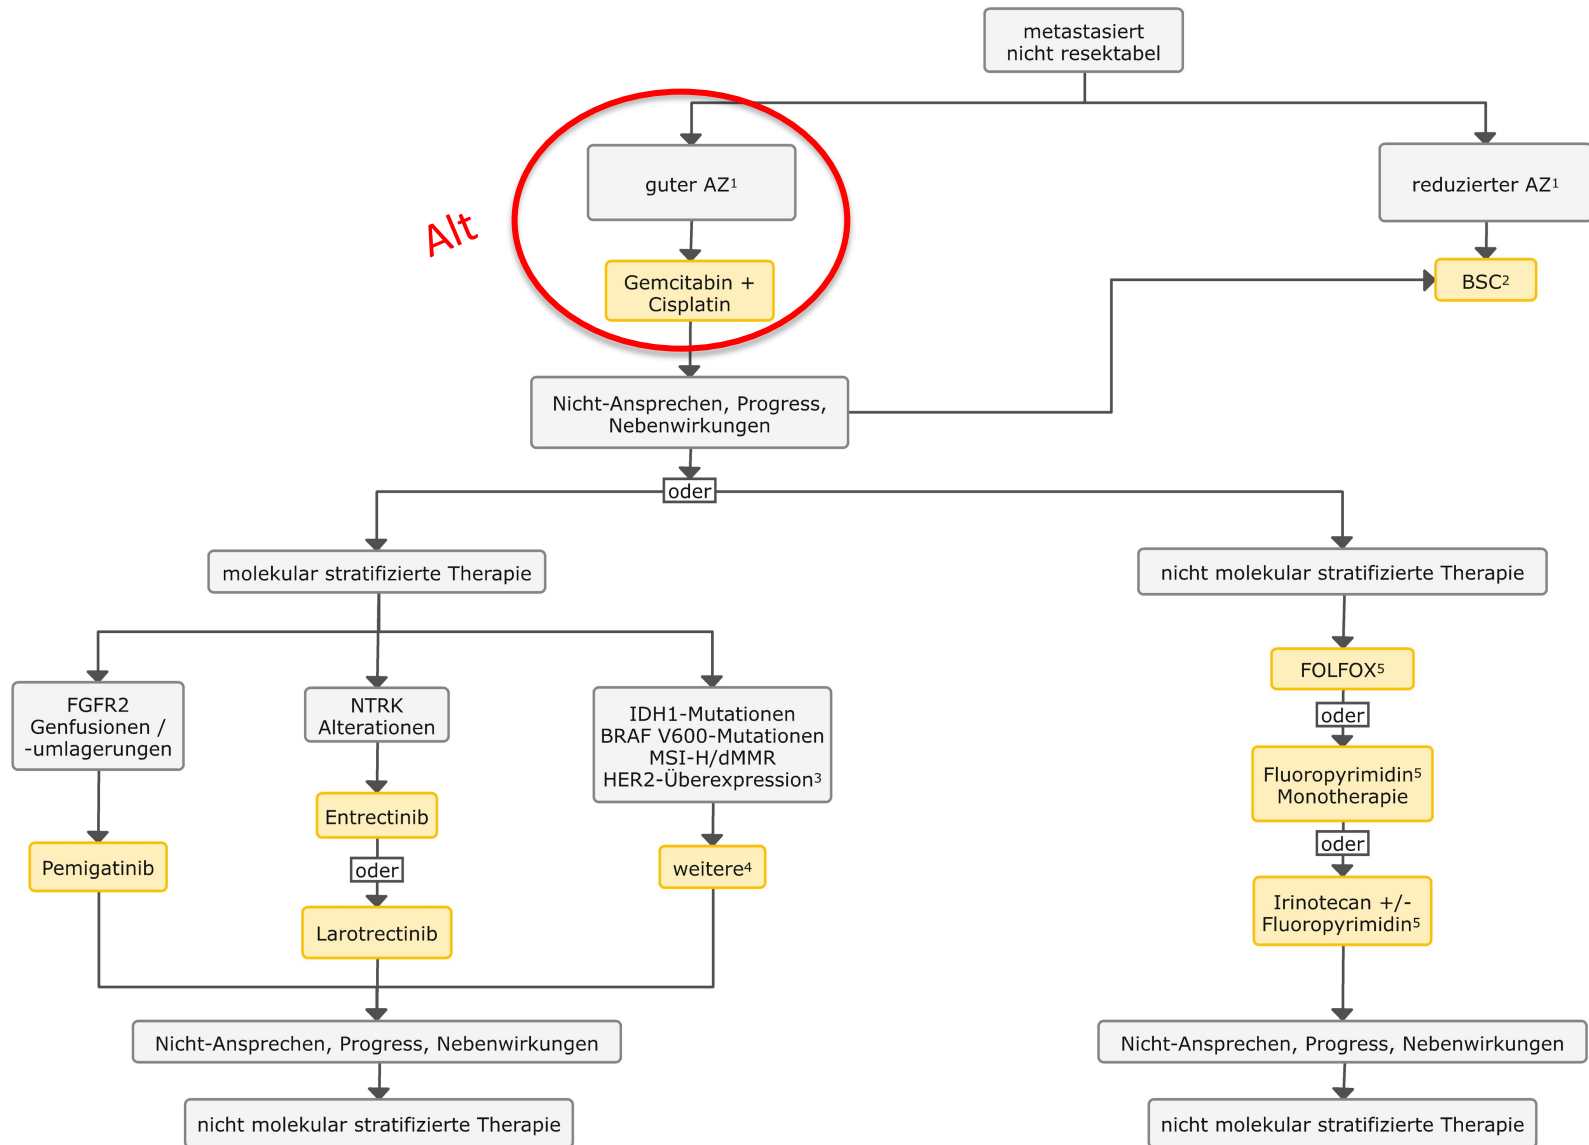 metastasiert
nicht resektabel
guter AZ¹
reduzierter AZ¹
Alt
Gemcitabin +
Cisplatin
BSC²
Nicht-Ansprechen, Progress,
Nebenwirkungen
oder
molekular stratifizierte Therapie
nicht molekular stratifizierte Therapie
FGFR2
Genfusionen /
-umlagerungen
NTRK
Alterationen
IDH1-Mutationen
BRAF V600-Mutationen
MSI-H/dMMR
HER2-Überexpression³
FOLFOX⁵
oder
Fluoropyrimidin⁵
Monotherapie
oder
Irinotecan +/-
Fluoropyrimidin⁵
Pemigatinib
Entrectinib
oder
Larotrectinib
weitere⁴
Nicht-Ansprechen, Progress, Nebenwirkungen
Nicht-Ansprechen, Progress, Nebenwirkungen
nicht molekular stratifizierte Therapie
nicht molekular stratifizierte Therapie